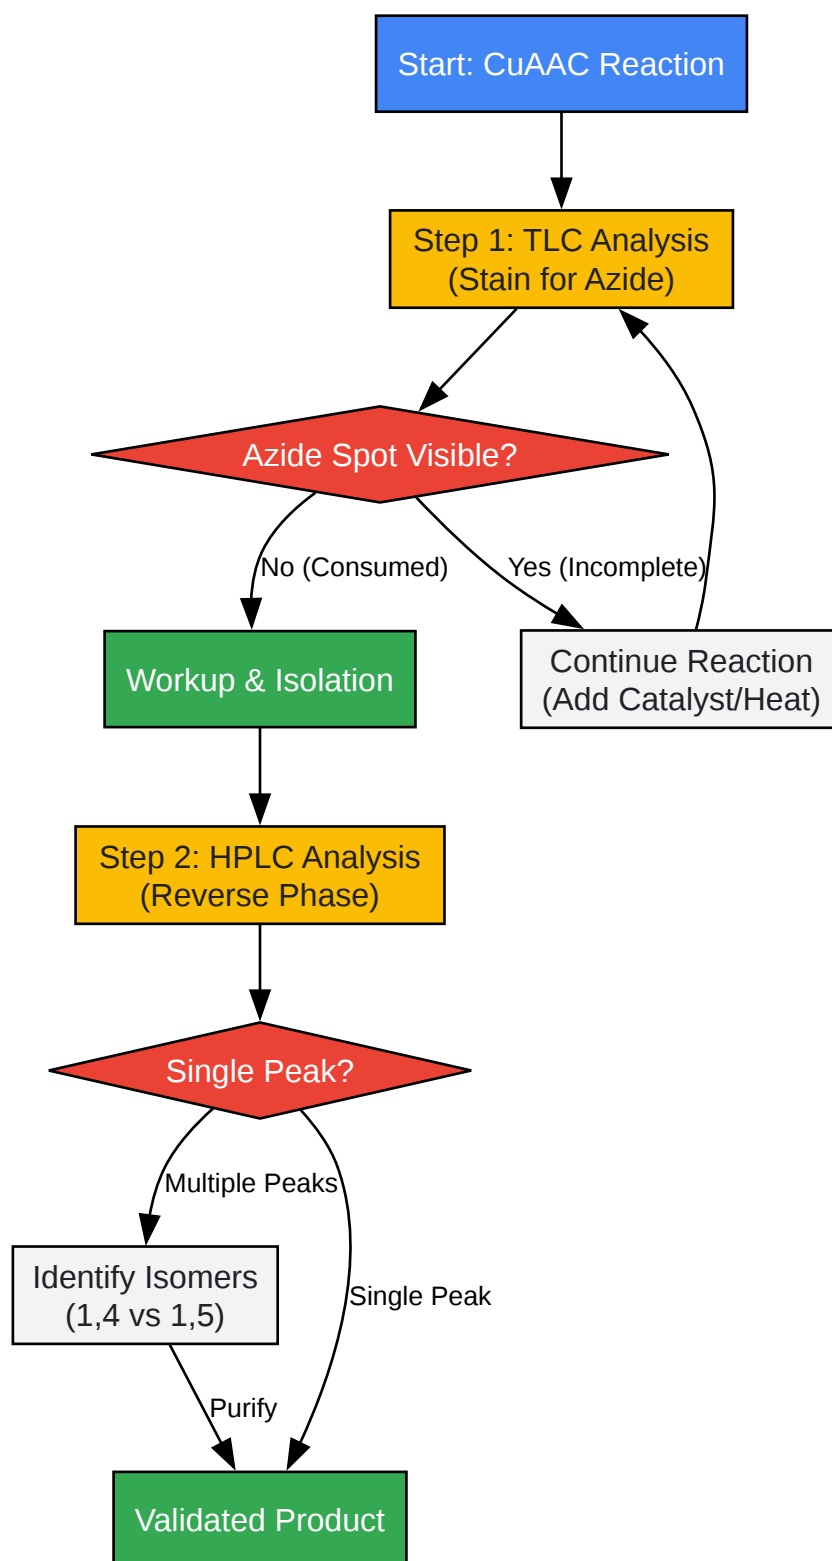 Start: CuAAC Reaction
Step 1: TLC Analysis
(Stain for Azide)
Azide Spot Visible?
No (Consumed)
Yes (Incomplete)
Workup & Isolation
Continue Reaction
(Add Catalyst/Heat)
Step 2: HPLC Analysis
(Reverse Phase)
Single Peak?
Multiple Peaks
Identify Isomers
(1,4 vs 1,5)
Single Peak
Purify
Validated Product